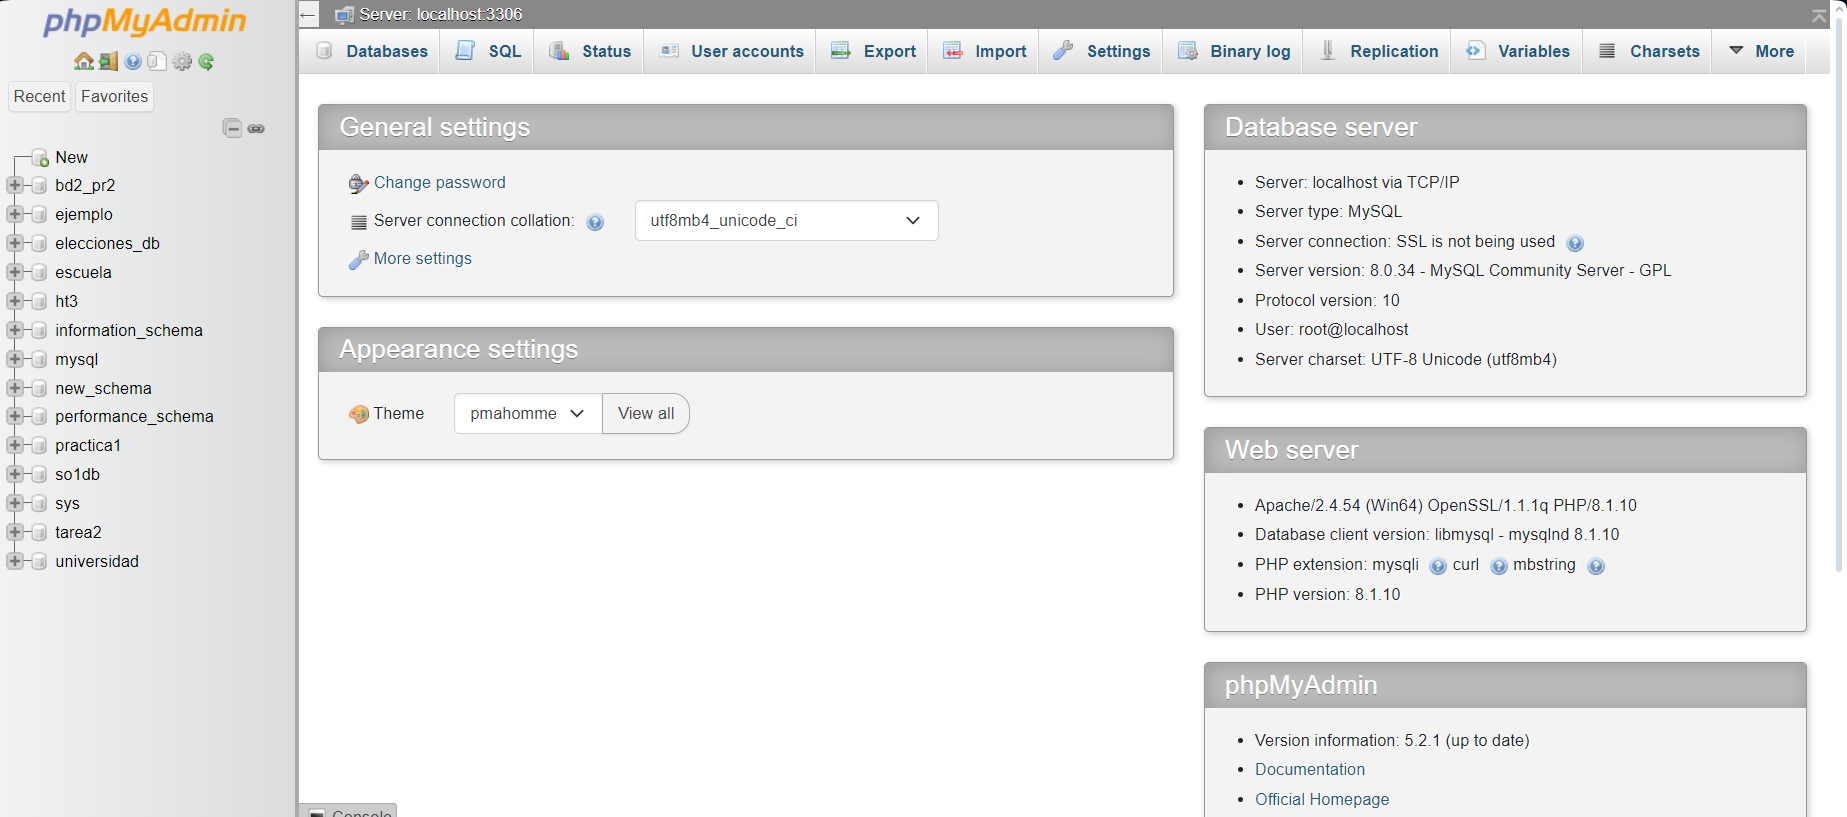 phpMyAdmin
Recent
Favorites
New
bd2_pr2
ejemplo
elecciones_db
escuela
ht3
information_schema
mysql
new_schema
performance_schema
practica1
so1db
sys
tarea2
universidad
Server: localhost:3306
Databases
SQL
Status
User accounts
Export
Import
Settings
Binary log
Replication
Variables
Charsets
More
General settings
Change password
Server connection collation:
utf8mb4_unicode_ci
More settings
Appearance settings
Theme
pmahomme
View all
Database server
Server: localhost via TCP/IP
Server type: MySQL
Server connection: SSL is not being used
Server version: 8.0.34 - MySQL Community Server - GPL
Protocol version: 10
User: root@localhost
Server charset: UTF-8 Unicode (utf8mb4)
Web server
Apache/2.4.54 (Win64) OpenSSL/1.1.1q PHP/8.1.10
Database client version: libmysql - mysqlnd 8.1.10
PHP extension: mysqli curl mbstring
PHP version: 8.1.10
phpMyAdmin
Version information: 5.2.1 (up to date)
Documentation
Official Homepage
Console